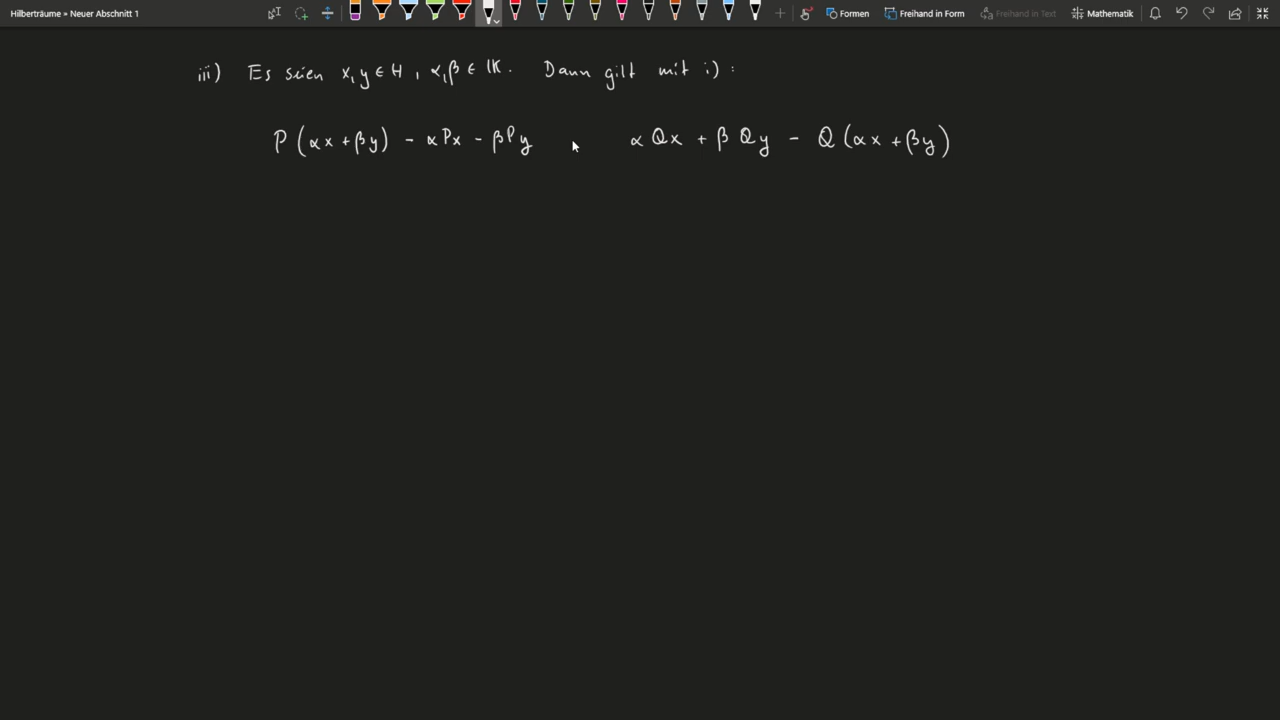 Hilberträume » Neuer Abschnitt 1 Formen Freihand in Form Freihand in Text Mathematik
iii) Es seien x, y ∈ H, α, β ∈ K. Dann gilt mit i):
P(αx + βy) - αPx - βPy αQx + βQy - Q(αx + βy)